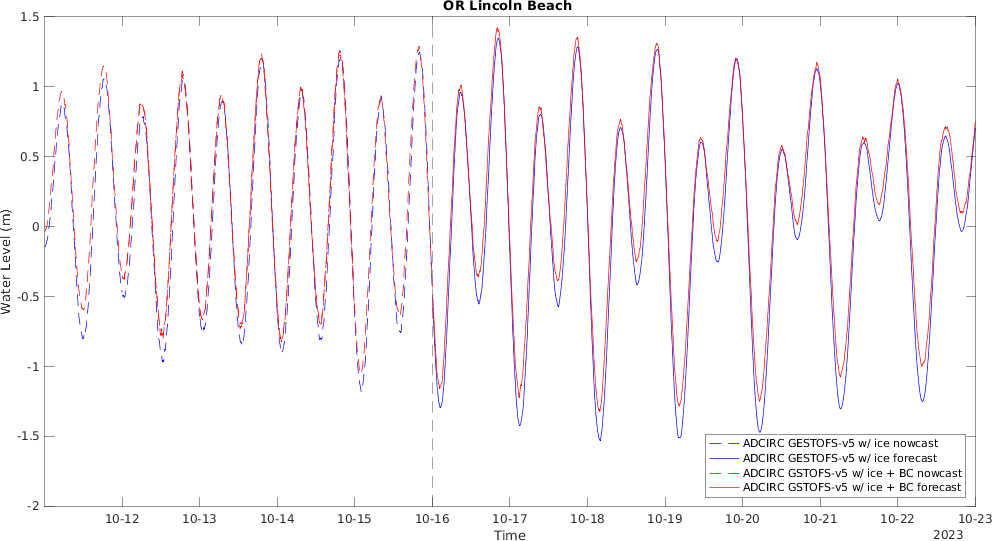 OR Lincoln Beach
1.5
1
0.5
0
-0.5
-1
-1.5
-2
Water Level (m)
10-12 10-13 10-14 10-15 10-16 10-17 10-18 10-19 10-20 10-21 10-22 10-23
Time
2023
ADCIRC GESTOFS-v5 w/ ice nowcast
ADCIRC GESTOFS-v5 w/ ice forecast
ADCIRC GSTOFS-v5 w/ ice + BC nowcast
ADCIRC GSTOFS-v5 w/ ice + BC forecast